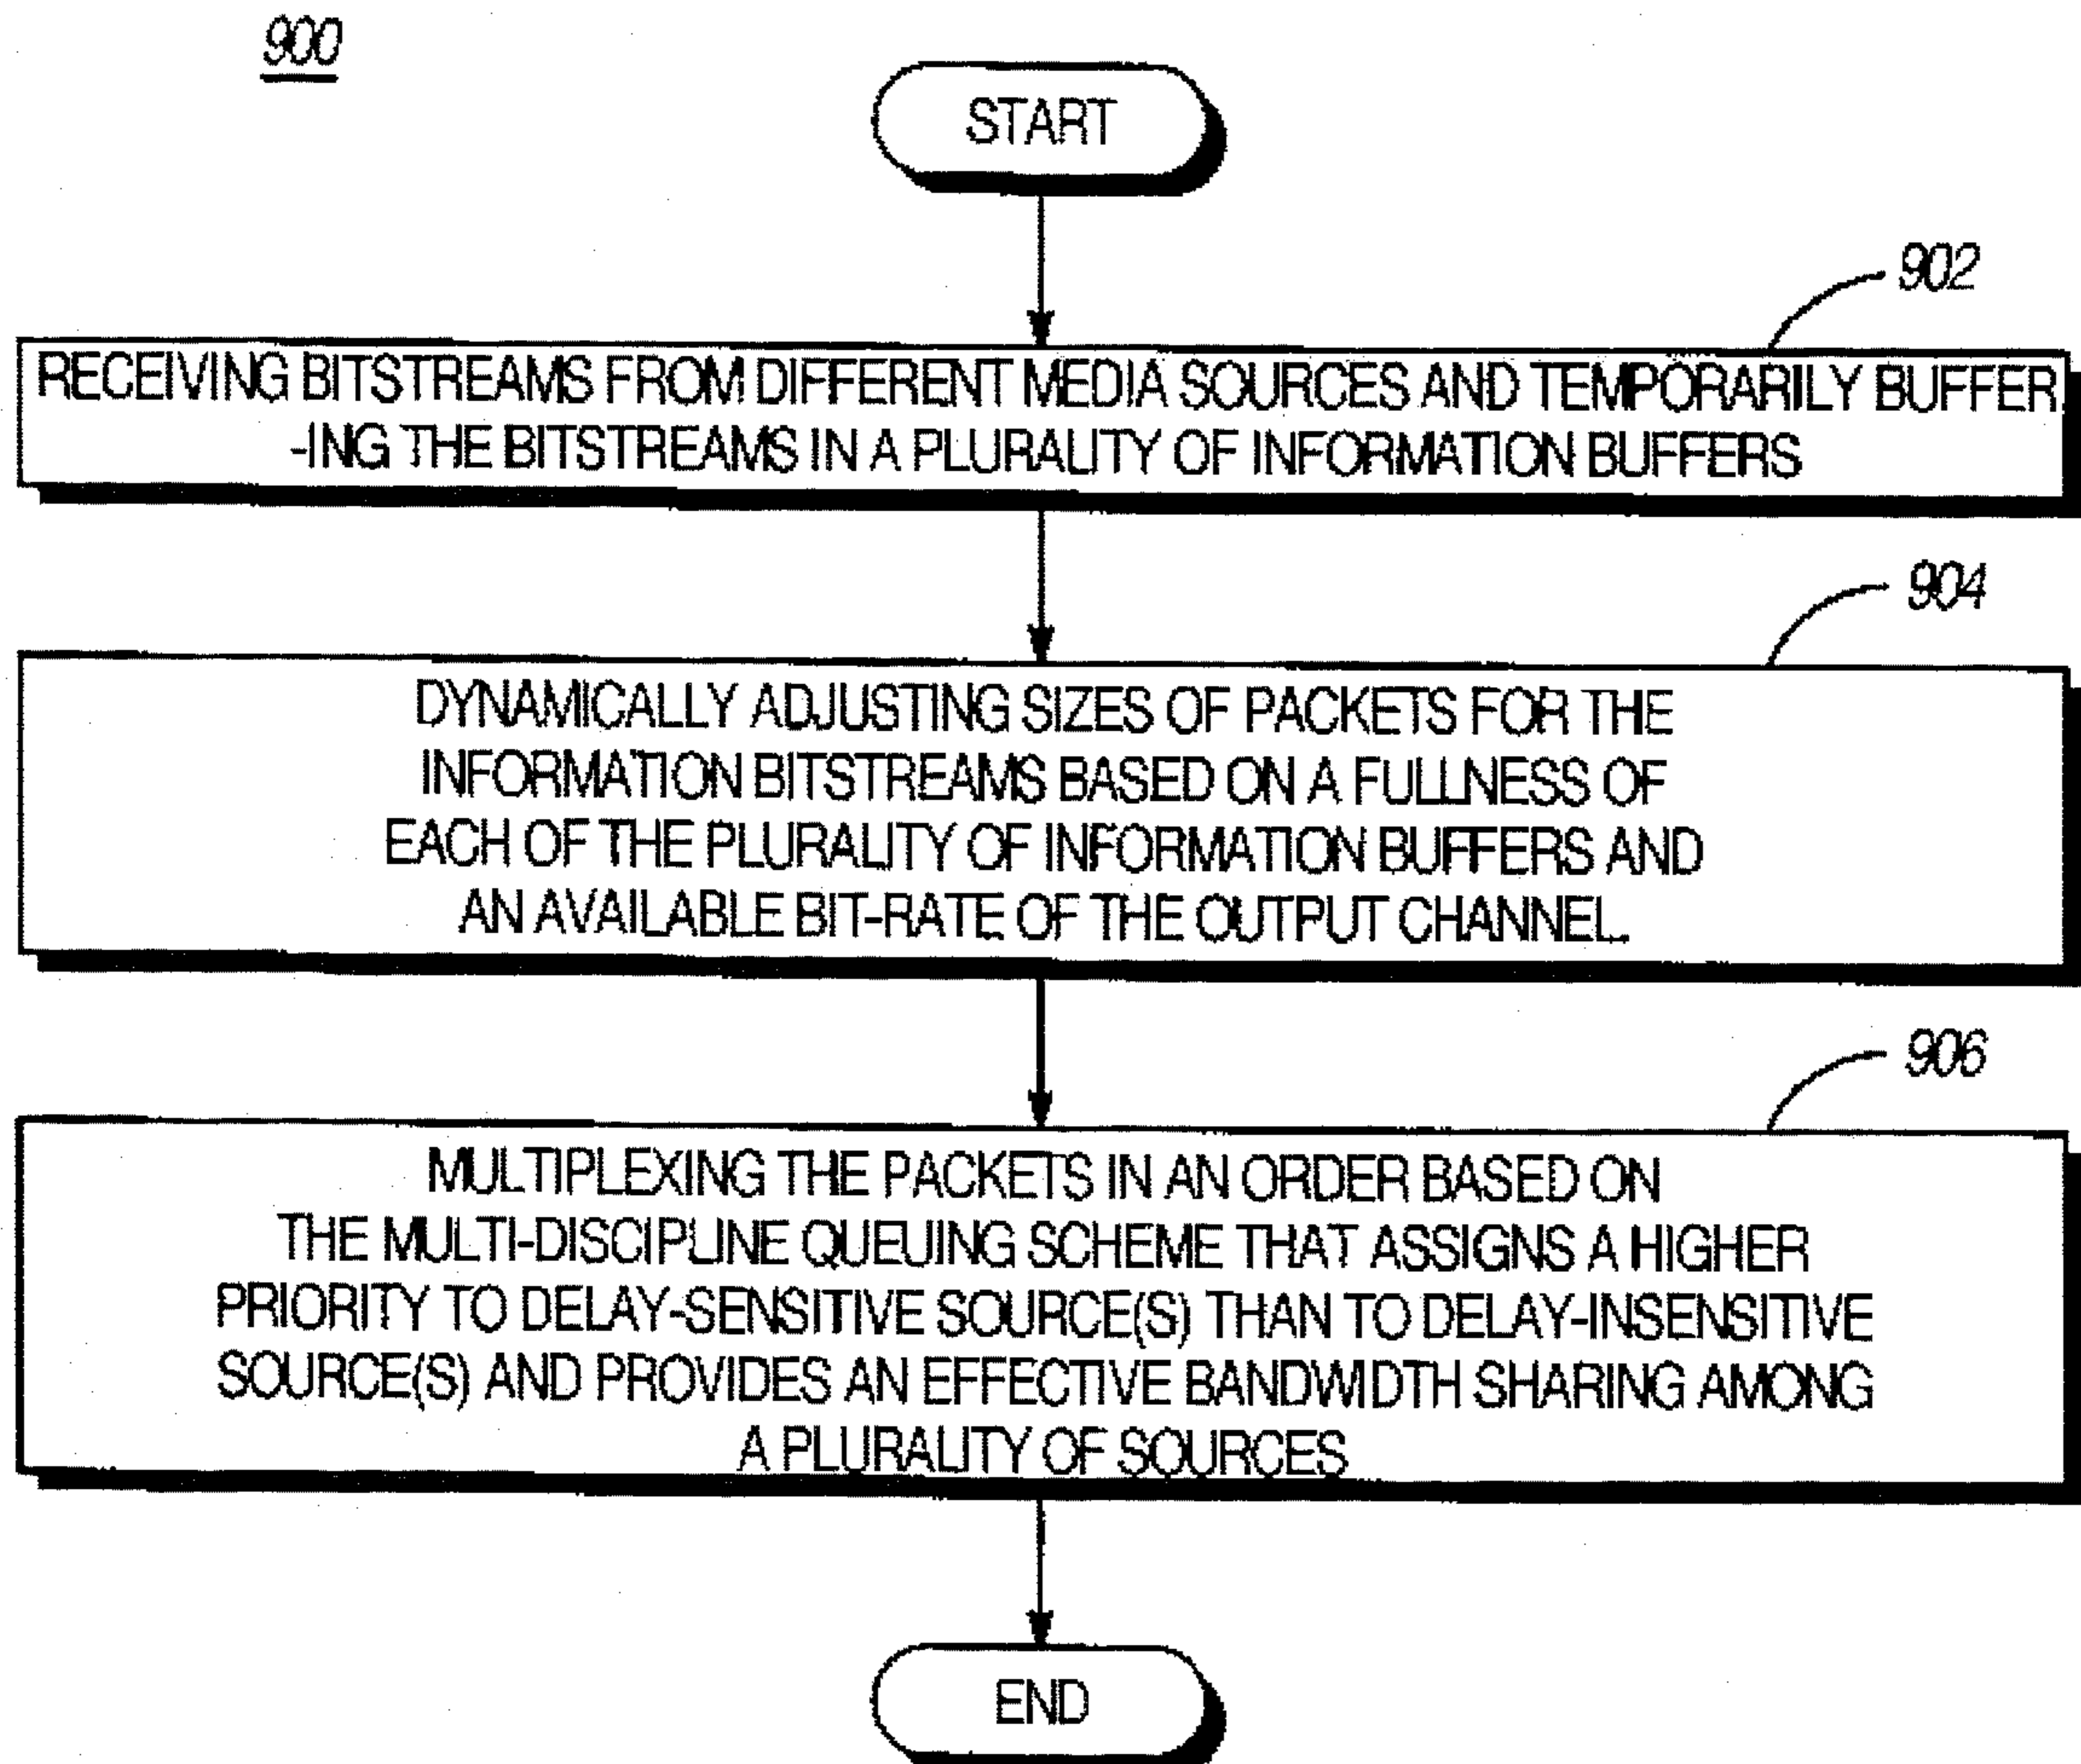 900
START
902
RECEIVING BITSTREAMS FROM DIFFERENT MEDIA SOURCES AND TEMPORARILY BUFFER
-ING THE BITSTREAMS IN A PLURALITY OF INFORMATION BUFFERS
904
DYNAMICALLY ADJUSTING SIZES OF PACKETS FOR THE
INFORMATION BITSTREAMS BASED ON A FULLNESS OF
EACH OF THE PLURALITY OF INFORMATION BUFFERS AND
AN AVAILABLE BIT-RATE OF THE OUTPUT CHANNEL.
906
MULTIPLEXING THE PACKETS IN AN ORDER BASED ON
THE MULTI-DISCIPLINE QUEUING SCHEME THAT ASSIGNS A HIGHER
PRIORITY TO DELAY-SENSITIVE SOURCE(S) THAN TO DELAY-INSENSITIVE
SOURCE(S) AND PROVIDES AN EFFECTIVE BANDWIDTH SHARING AMONG
A PLURALITY OF SOURCES
END